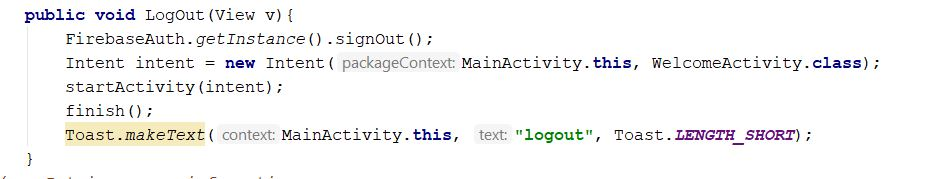 public void LogOut(View v){
FirebaseAuth.getInstance().signOut();
Intent intent = new Intent( packageContext: MainActivity.this, WelcomeActivity.class);
startActivity(intent);
finish();
Toast.makeText( context: MainActivity.this, text: "logout", Toast.LENGTH_SHORT);
}